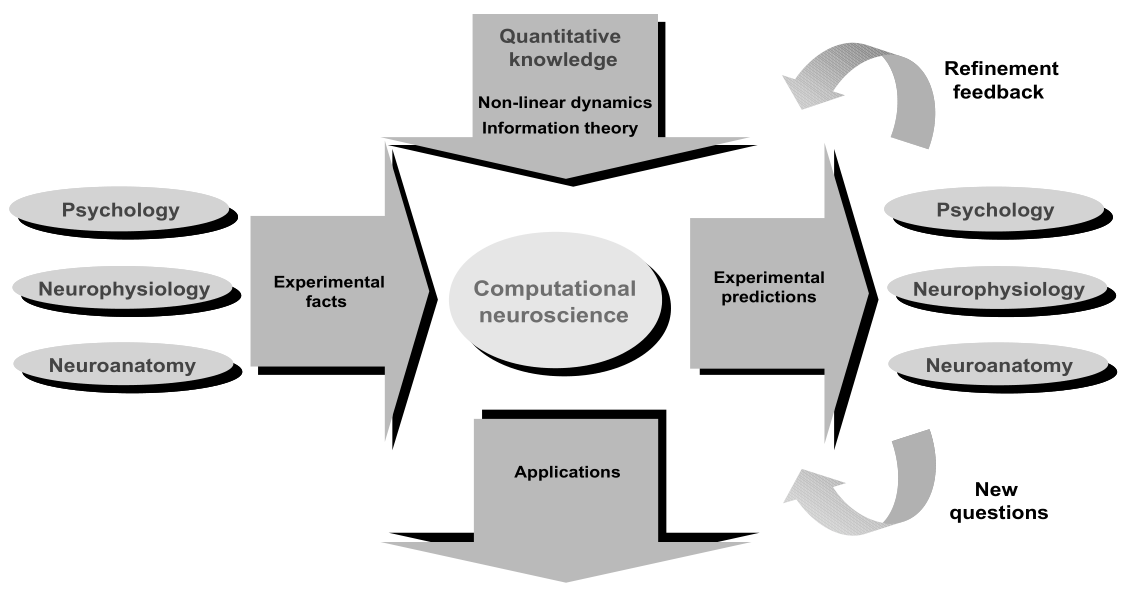 Quantitative
knowledge
Non-linear dynamics
Information theory
Refinement
feedback
Psychology
Neurophysiology
Neuroanatomy
Experimental
facts
Computational
neuroscience
Experimental
predictions
Psychology
Neurophysiology
Neuroanatomy
Applications
New
questions